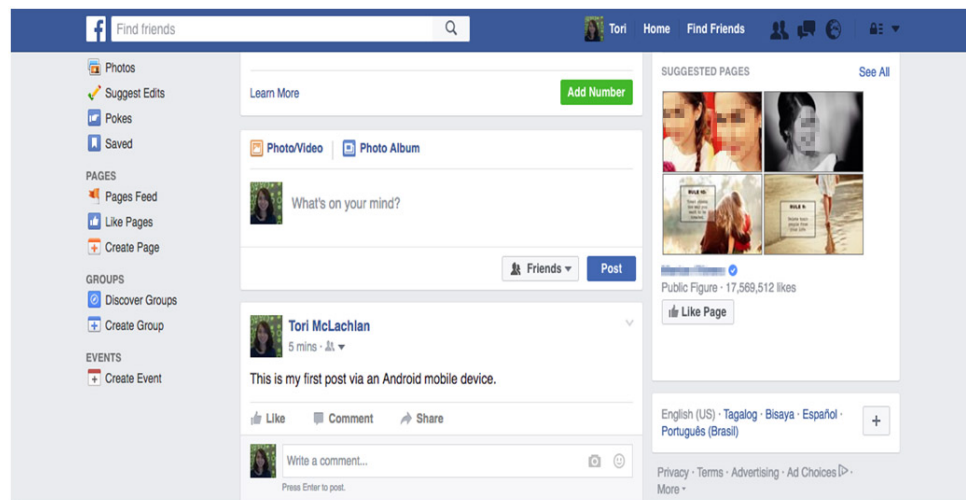 f
Find friends
Tori
Home
Find Friends
Photos
Suggest Edits
Pokes
Saved
PAGES
Pages Feed
Like Pages
Create Page
GROUPS
Discover Groups
Create Group
EVENTS
Create Event
Learn More
Add Number
Photo/Video
Photo Album
What's on your mind?
Friends
Post
Tori McLachlan
5 mins ·
This is my first post via an Android mobile device.
Like
Comment
Share
Write a comment...
Press Enter to post.
SUGGESTED PAGES
See All
RULE 10:
RULE 9:
Public Figure · 17,569,512 likes
Like Page
English (US) · Tagalog · Bisaya · Español ·
Português (Brasil)
+
Privacy · Terms · Advertising · Ad Choices ·
More